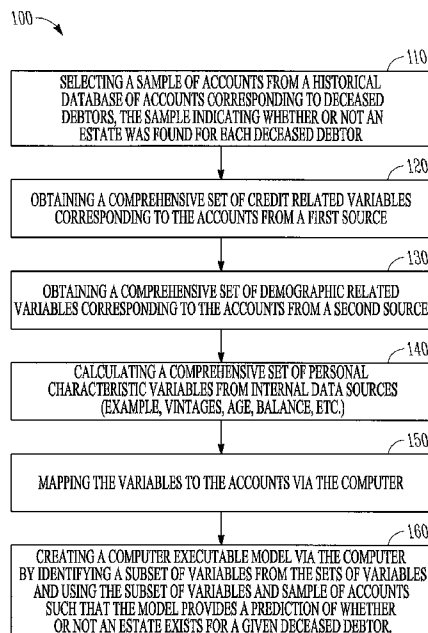 100
110
SELECTING A SAMPLE OF ACCOUNTS FROM A HISTORICAL
DATABASE OF ACCOUNTS CORRESPONDING TO DECEASED
DEBTORS, THE SAMPLE INDICATING WHETHER OR NOT AN
ESTATE WAS FOUND FOR EACH DECEASED DEBTOR
120
OBTAINING A COMPREHENSIVE SET OF CREDIT RELATED VARIABLES
CORRESPONDING TO THE ACCOUNTS FROM A FIRST SOURCE
130
OBTAINING A COMPREHENSIVE SET OF DEMOGRAPHIC RELATED
VARIABLES CORRESPONDING TO THE ACCOUNTS FROM A SECOND SOURCE
140
CALCULATING A COMPREHENSIVE SET OF PERSONAL
CHARACTERISTIC VARIABLES FROM INTERNAL DATA SOURCES
(EXAMPLE, VINTAGES, AGE, BALANCE, ETC.)
150
MAPPING THE VARIABLES TO THE ACCOUNTS VIA THE COMPUTER
160
CREATING A COMPUTER EXECUTABLE MODEL VIA THE COMPUTER
BY IDENTIFYING A SUBSET OF VARIABLES FROM THE SETS OF VARIABLES
AND USING THE SUBSET OF VARIABLES AND SAMPLE OF ACCOUNTS
SUCH THAT THE MODEL PROVIDES A PREDICTION OF WHETHER
OR NOT AN ESTATE EXISTS FOR A GIVEN DECEASED DEBTOR.